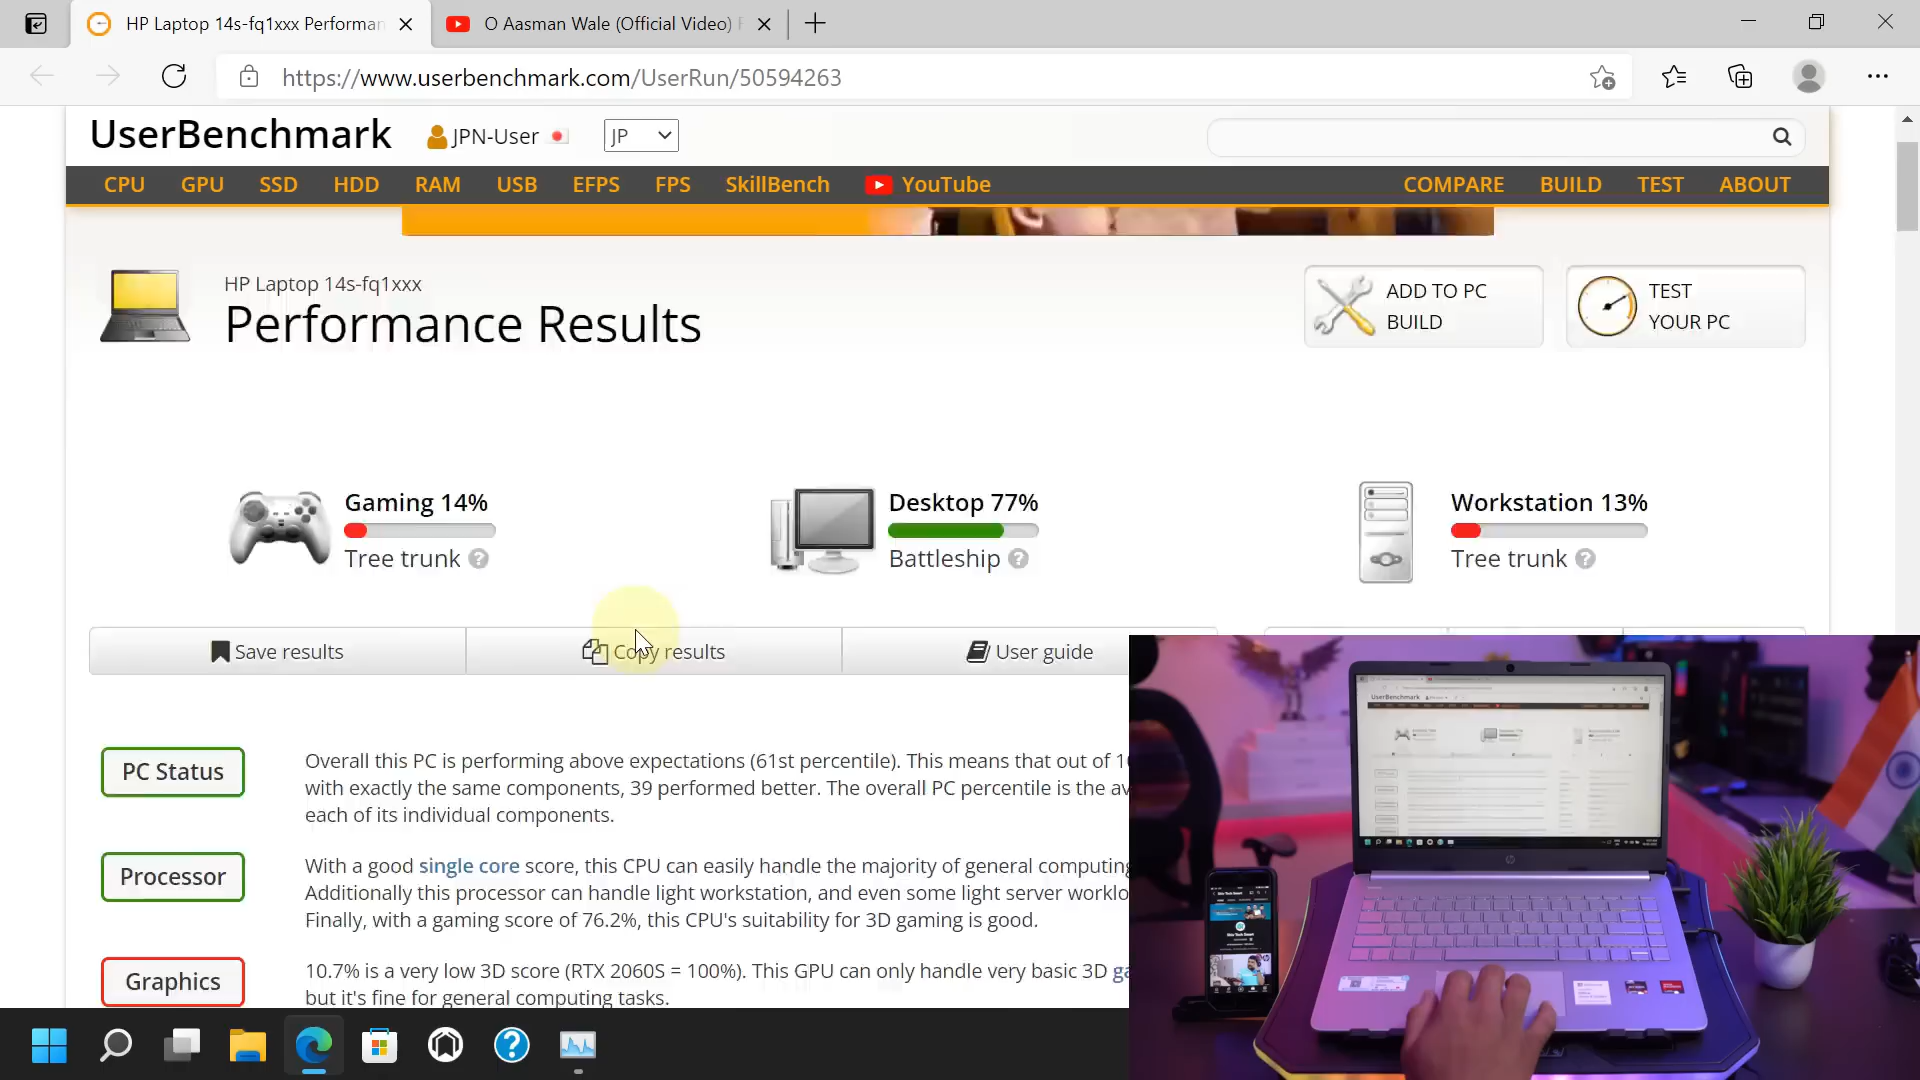 HP Laptop 14s-fq1xxx Performan
O Aasman Wale (Official Video)
https://www.userbenchmark.com/UserRun/50594263
UserBenchmark
JPN-User
JP
CPU GPU SSD HDD RAM USB EFPS FPS SkillBench YouTube COMPARE BUILD TEST ABOUT
HP Laptop 14s-fq1xxx
Performance Results
ADD TO PC
BUILD
TEST
YOUR PC
Gaming 14%
Tree trunk ?
Desktop 77%
Battleship ?
Workstation 13%
Tree trunk ?
Save results
Copy results
User guide
PC Status
Overall this PC is performing above expectations (61st percentile). This means that out of
with exactly the same components, 39 performed better. The overall PC percentile is the
each of its individual components.
Processor
With a good single core score, this CPU can easily handle the majority of general computing
Additionally this processor can handle light workstation, and even some light server
Finally, with a gaming score of 76.2%, this CPU's suitability for 3D gaming is good.
Graphics
10.7% is a very low 3D score (RTX 2060S = 100%). This GPU can only handle very basic 3D
but it's fine for general computing tasks.
UserBenchmark